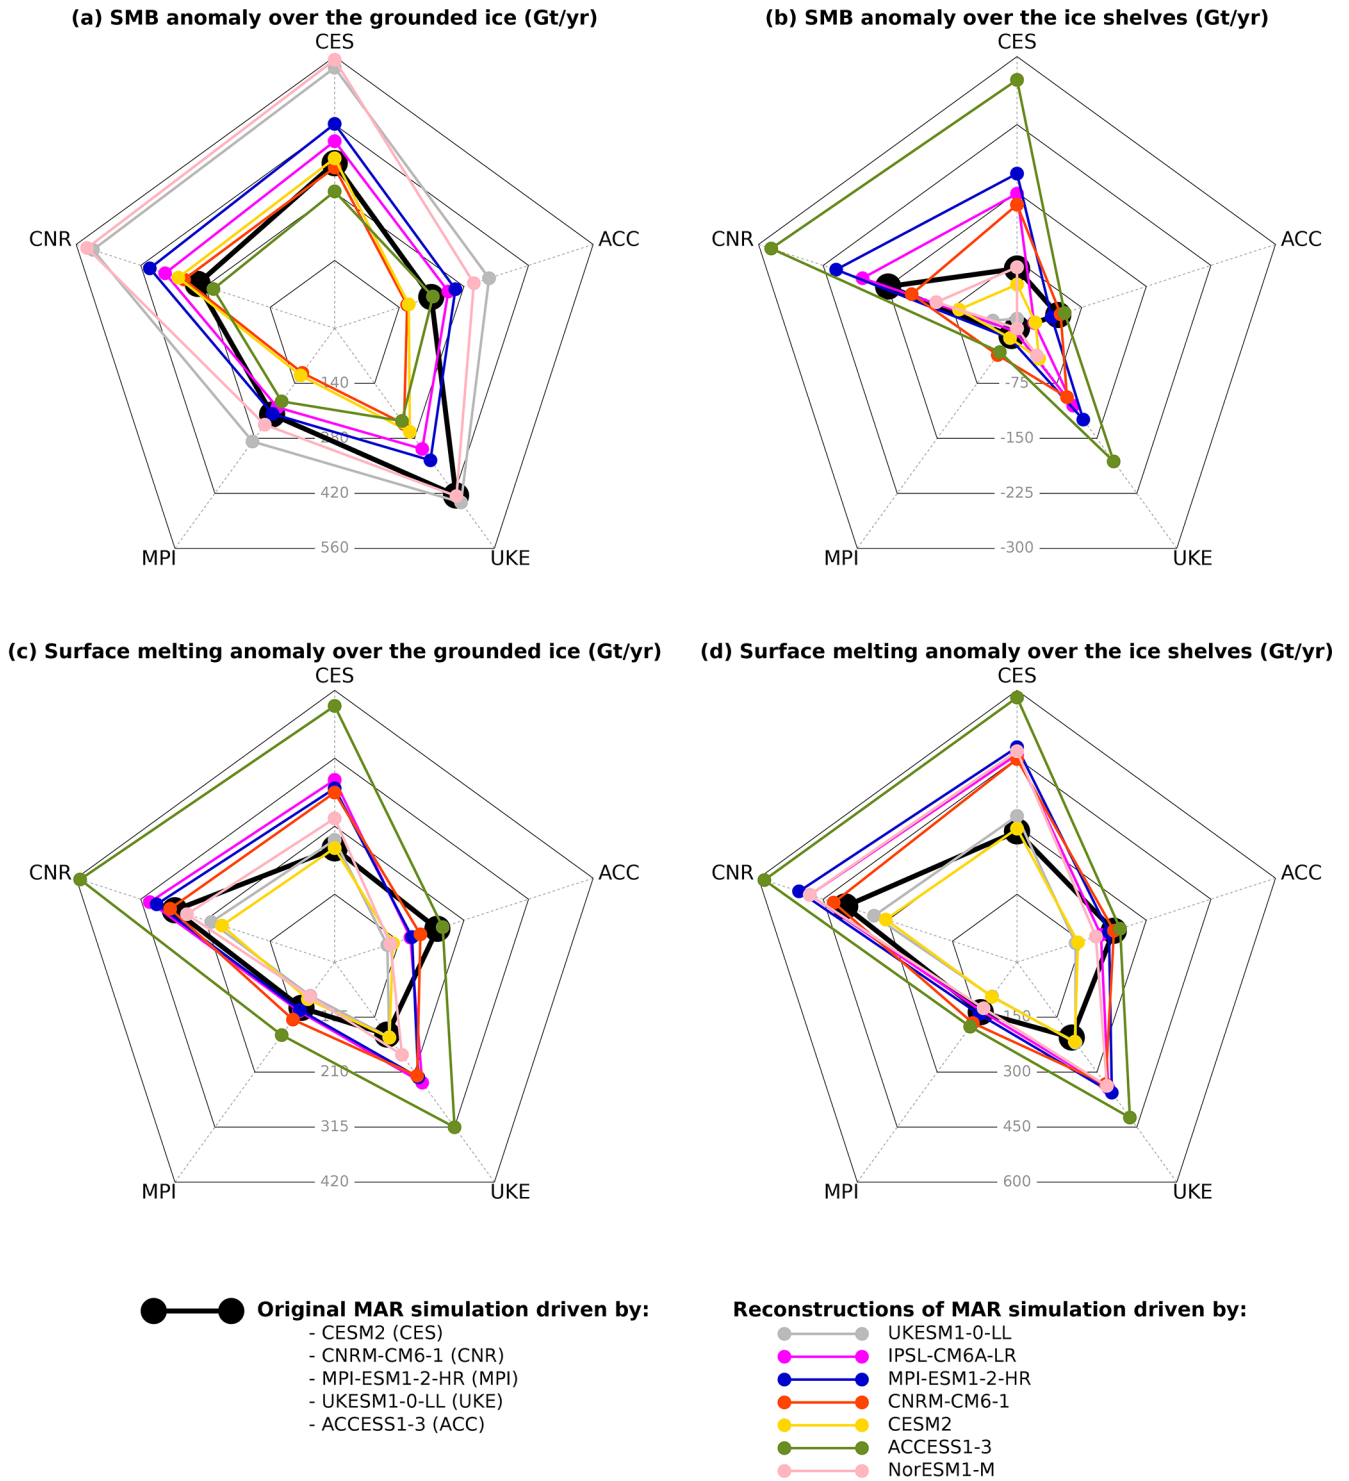 (a) SMB anomaly over the grounded ice (Gt/yr)
(b) SMB anomaly over the ice shelves (Gt/yr)
CES
CES
CNR
ACC
CNR
ACC
140
-75
280
-150
420
-225
560
-300
MPI
UKE
MPI
UKE
(c) Surface melting anomaly over the grounded ice (Gt/yr)
(d) Surface melting anomaly over the ice shelves (Gt/yr)
CES
CES
CNR
ACC
CNR
ACC
150
210
300
315
450
420
600
MPI
UKE
MPI
UKE
Original MAR simulation driven by:
- CESM2 (CES)
- CNRM-CM6-1 (CNR)
- MPI-ESM1-2-HR (MPI)
- UKESM1-0-LL (UKE)
- ACCESS1-3 (ACC)
Reconstructions of MAR simulation driven by:
UKESM1-0-LL
IPSL-CM6A-LR
MPI-ESM1-2-HR
CNRM-CM6-1
CESM2
ACCESS1-3
NorESM1-M